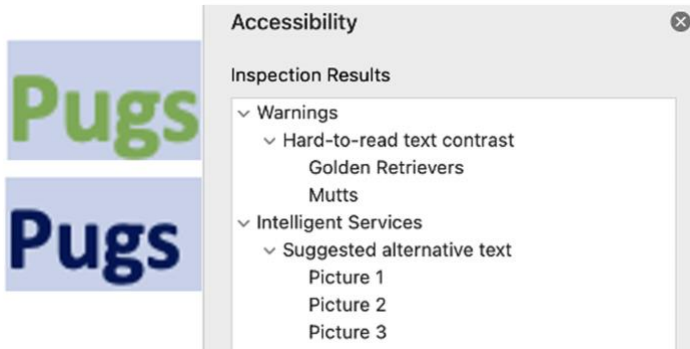 Pugs
Pugs
Accessibility
Inspection Results
Warnings
Hard-to-read text contrast
Golden Retrievers
Mutts
Intelligent Services
Suggested alternative text
Picture 1
Picture 2
Picture 3